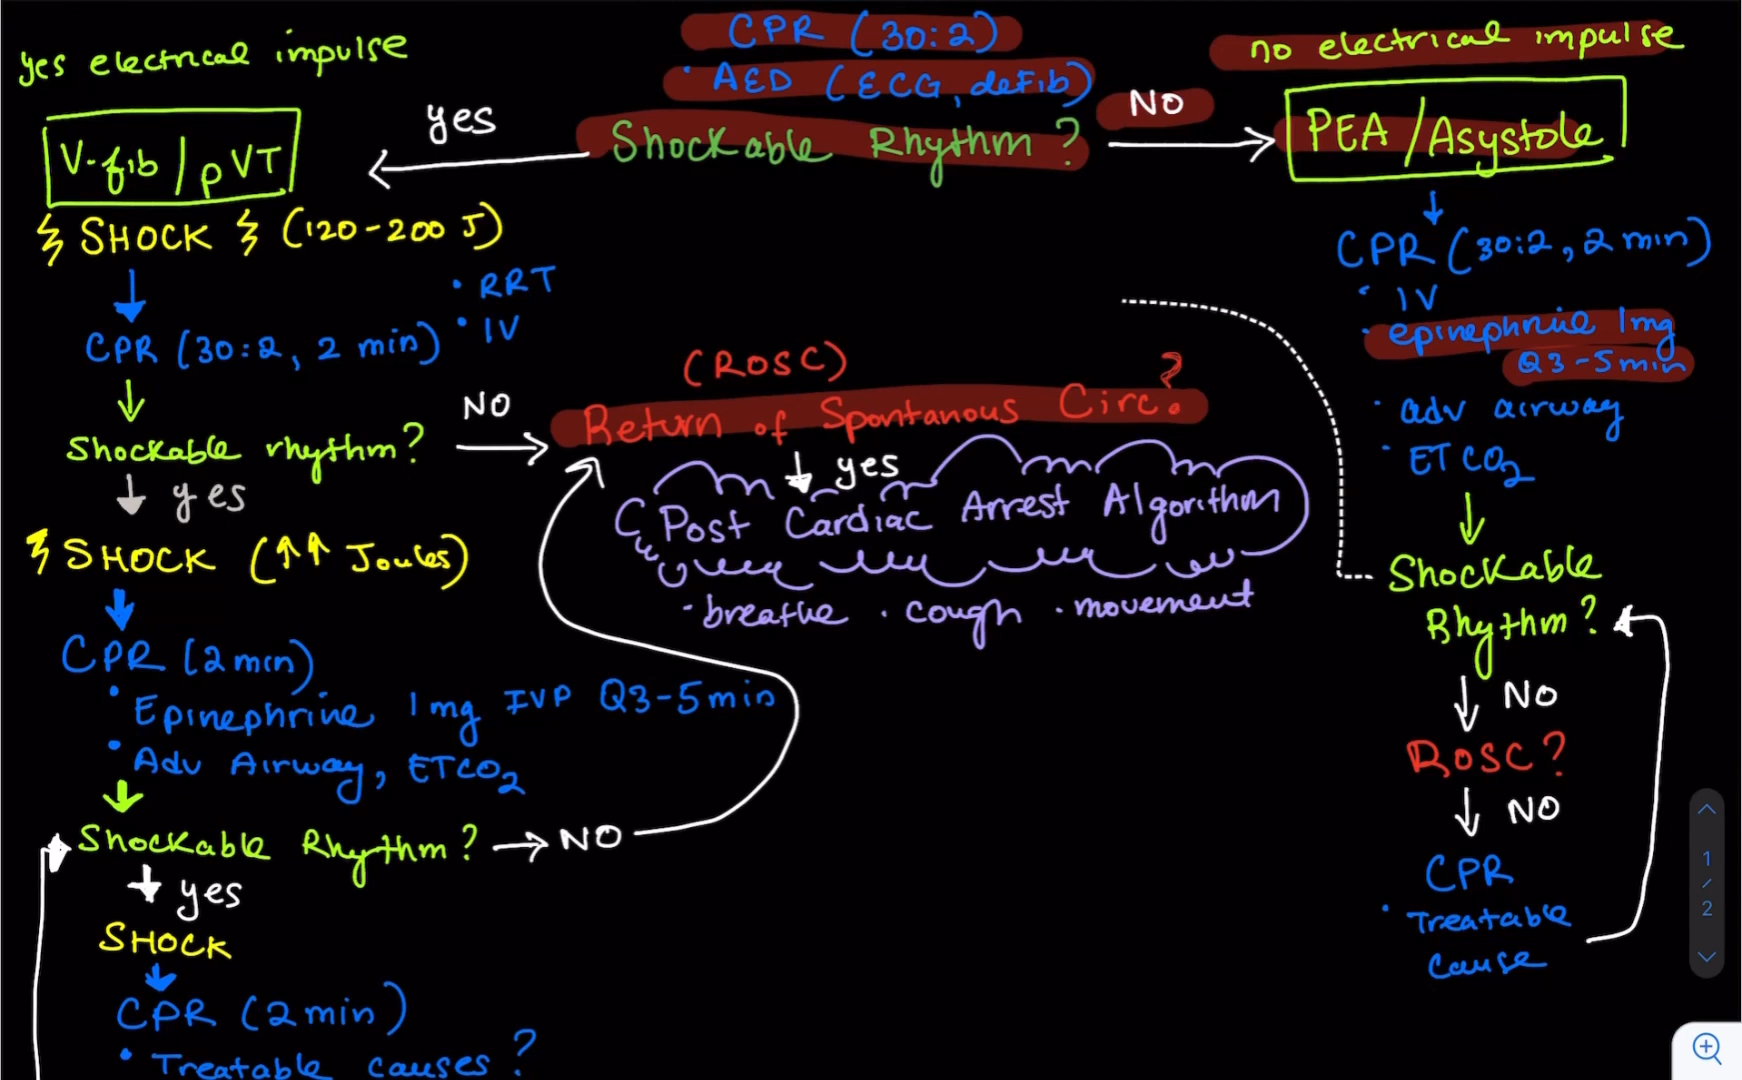 CPR (30:2)
· AED (ECG, deFib)
Shockable Rhythm?
yes electrical impulse
yes
V-fib / pVT
SHOCK (120-200 J)
· RRT
· IV
CPR (30:2, 2 min)
Shockable rhythm?
NO
yes
SHOCK (↑↑ Joules)
CPR (2 min)
· Epinephrine 1mg IVP Q3-5min
· Adv Airway, ETCO2
Shockable Rhythm? → NO
yes
SHOCK
CPR (2min)
· Treatable causes?
(ROSC)
Return of Spontanous Circ.?
yes
Post Cardiac Arrest Algorithm
· breathe · cough · movement
no electrical impulse
NO
PEA / Asystole
CPR (30:2, 2 min)
· IV
· epinephrine 1mg
Q3-5min
· adv airway
· ETCO2
Shockable
Rhythm?
NO
ROSC?
NO
CPR
· Treatable
cause
1
/
2